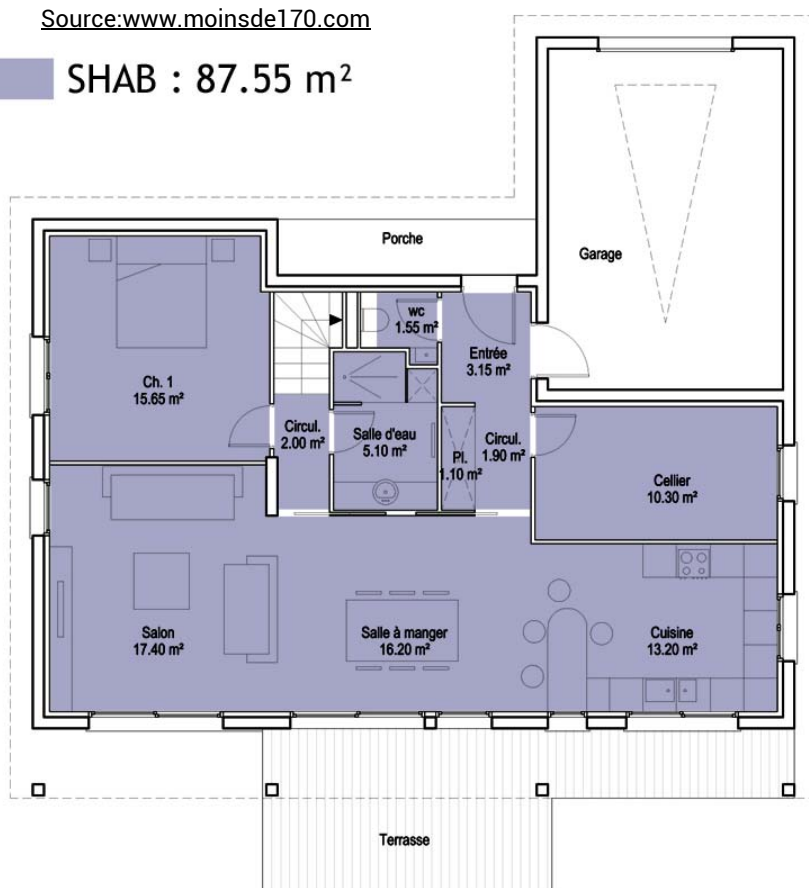 Source:www.moinsde170.com
SHAB : 87.55 m²
Porche
Garage
wc
1.55 m²
Entrée
3.15 m²
Ch. 1
15.65 m²
Circul.
2.00 m²
Salle d'eau
5.10 m²
Pl.
1.10 m²
Circul.
1.90 m²
Cellier
10.30 m²
Salon
17.40 m²
Salle à manger
16.20 m²
Cuisine
13.20 m²
Terrasse